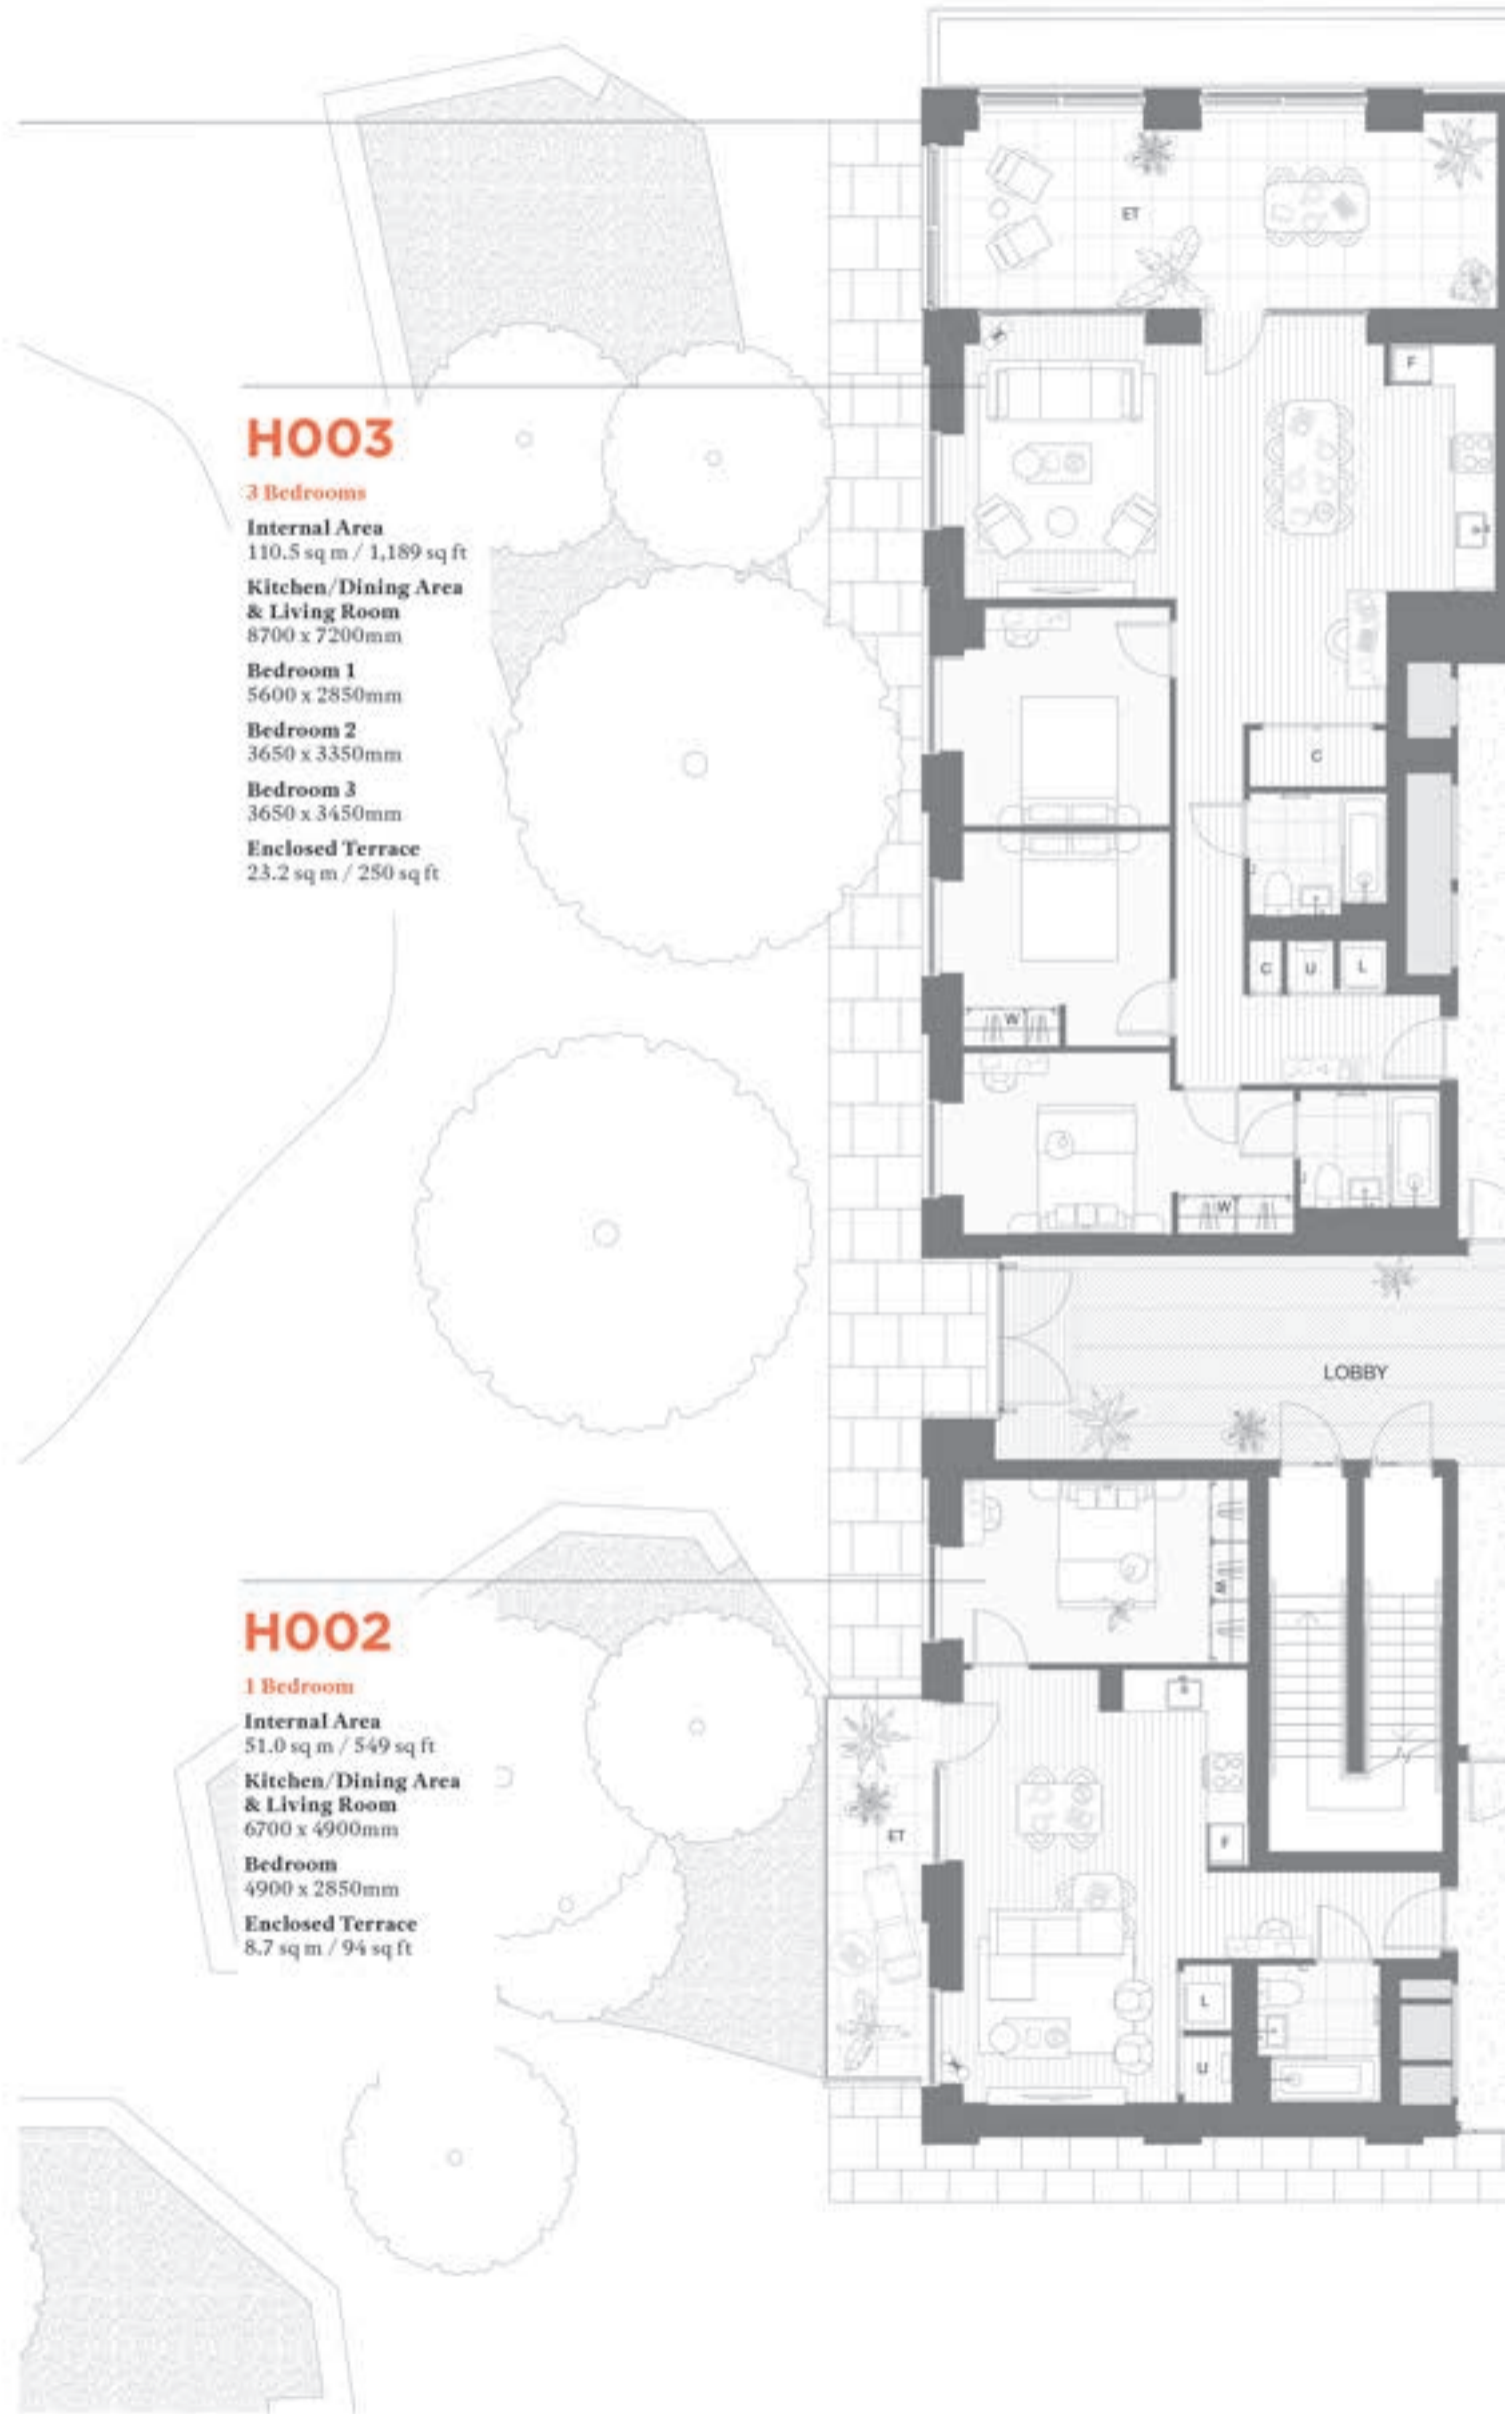 H003
3 Bedrooms
Internal Area
110.5 sq m / 1,189 sq ft
Kitchen/Dining Area
& Living Room
8700 x 7200mm
Bedroom 1
5600 x 2850mm
Bedroom 2
3650 x 3350mm
Bedroom 3
3650 x 3450mm
Enclosed Terrace
23.2 sq m / 250 sq ft
ET
F
C
C U L
W
W
LOBBY
H002
1 Bedroom
Internal Area
51.0 sq m / 549 sq ft
Kitchen/Dining Area
& Living Room
6700 x 4900mm
Bedroom
4900 x 2850mm
Enclosed Terrace
8.7 sq m / 94 sq ft
W
ET
F
L
U